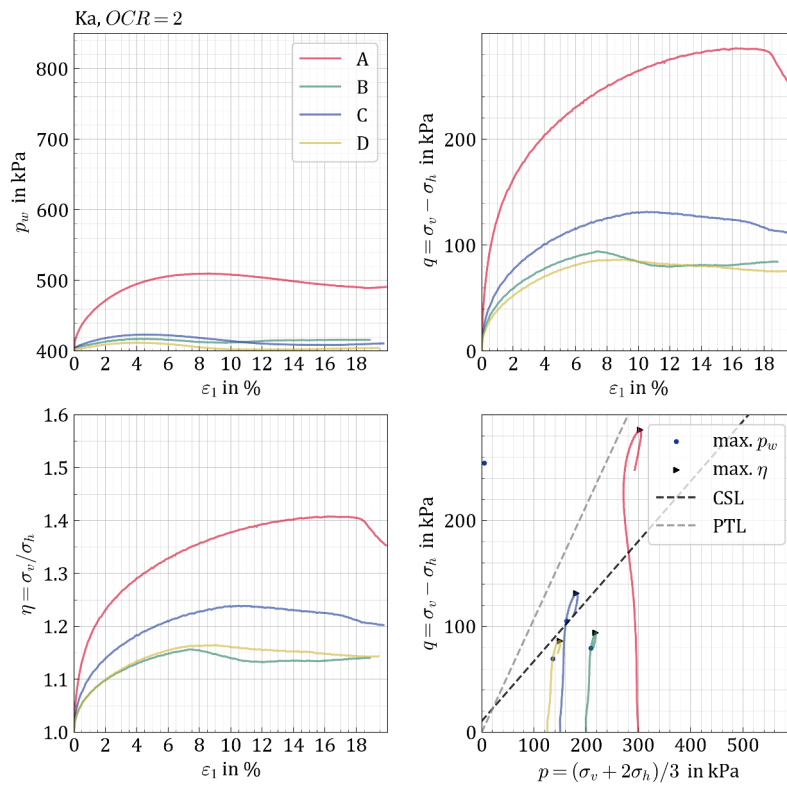 Ka, OCR = 2
p_w in kPa
800
700
600
500
400
0 2 4 6 8 10 12 14 16 18
ε₁ in %
A
B
C
D
q = σ_v − σ_h in kPa
200
100
0
0 2 4 6 8 10 12 14 16 18
ε₁ in %
η = σ_v/σ_h
1.6
1.5
1.4
1.3
1.2
1.1
1.0
0 2 4 6 8 10 12 14 16 18
ε₁ in %
q = σ_v − σ_h in kPa
200
100
0
0 100 200 300 400 500
p = (σ_v + 2σ_h)/3 in kPa
max. p_w
max. η
CSL
PTL